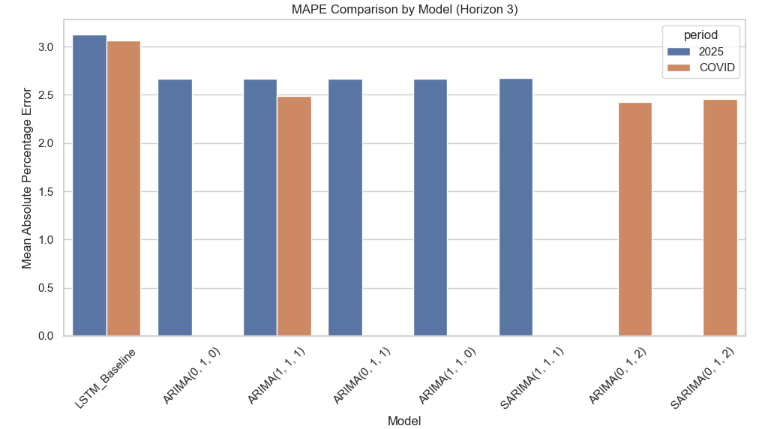 MAPE Comparison by Model (Horizon 3)
period
2025
COVID
Mean Absolute Percentage Error
3.0
2.5
2.0
1.5
1.0
0.5
0.0
LSTM_Baseline
ARIMA(0, 1, 0)
ARIMA(1, 1, 1)
ARIMA(0, 1, 1)
ARIMA(1, 1, 0)
SARIMA(1, 1, 1)
ARIMA(0, 1, 2)
SARIMA(0, 1, 2)
Model